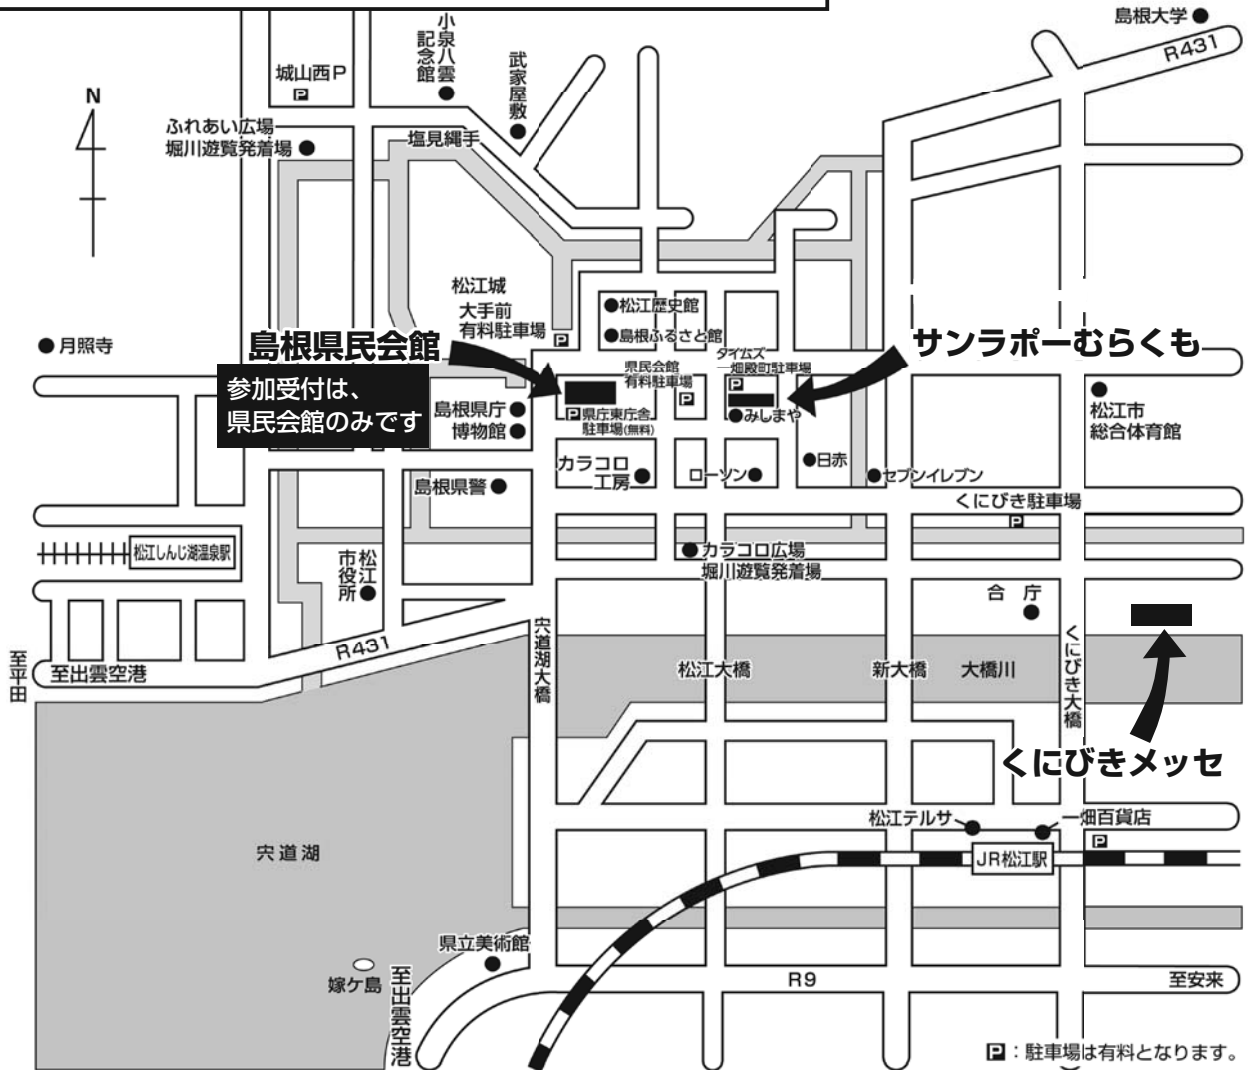 島根大学
R431
小泉八雲
記念館
武家屋敷
城山西P
P
N
ふれあい広場
堀川遊覧発着場
塩見縄手
松江城
大手前
有料駐車場
P
松江歴史館
島根ふるさと館
月照寺
島根県民会館
参加受付は、
県民会館のみです
サンラポーむらくも
タイムズ
畑殿町駐車場
P
県民会館
有料駐車場
P
島根県庁
博物館
P県庁東庁舎
駐車場(無料)
みしまや
松江市
総合体育館
カラコロ
工房
ローソン
日赤
セブンイレブン
島根県警
くにびき駐車場
P
松江しんじ湖温泉駅
松江
市役所
カラコロ広場
堀川遊覧発着場
合庁
R431
宍道湖大橋
至平田
至出雲空港
松江大橋
新大橋
大橋川
くにびき大橋
くにびきメッセ
松江テルサ
一畑百貨店
P
JR松江駅
宍道湖
県立美術館
嫁ケ島
至出雲空港
R9
至安来
P：駐車場は有料となります。